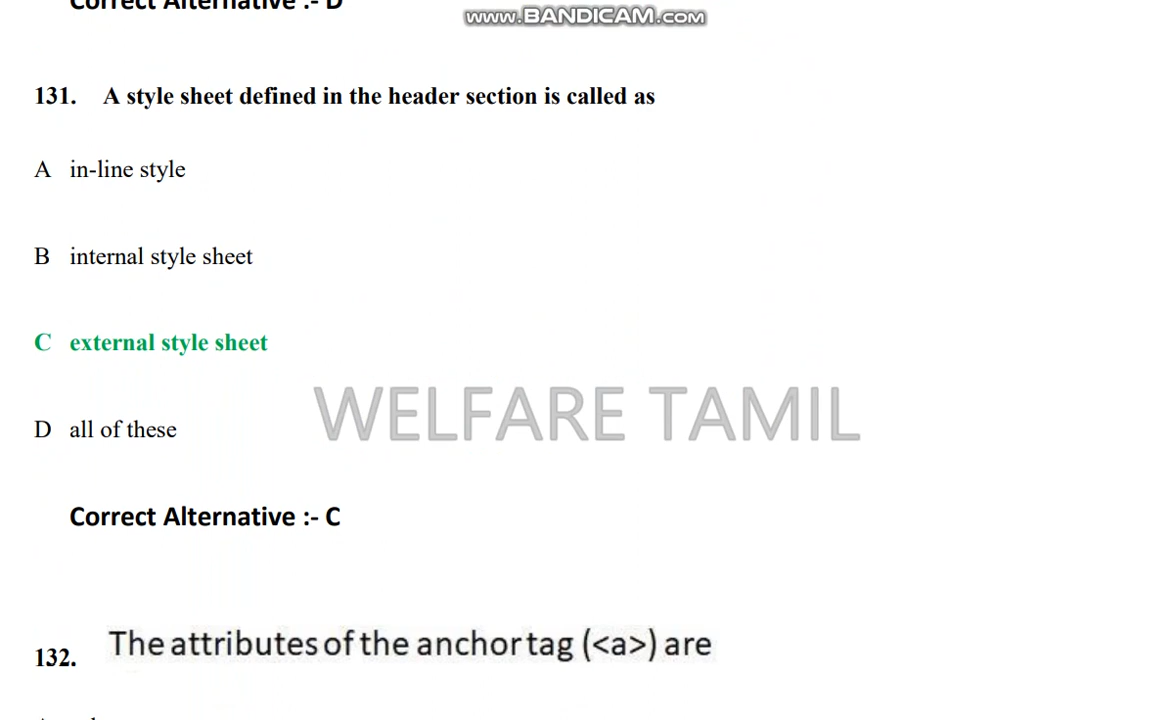 Correct Alternative :- D
www.BANDICAM.COM
131. A style sheet defined in the header section is called as
A in-line style
B internal style sheet
C external style sheet
D all of these
WELFARE TAMIL
Correct Alternative :- C
132. The attributes of the anchor tag (<a>) are